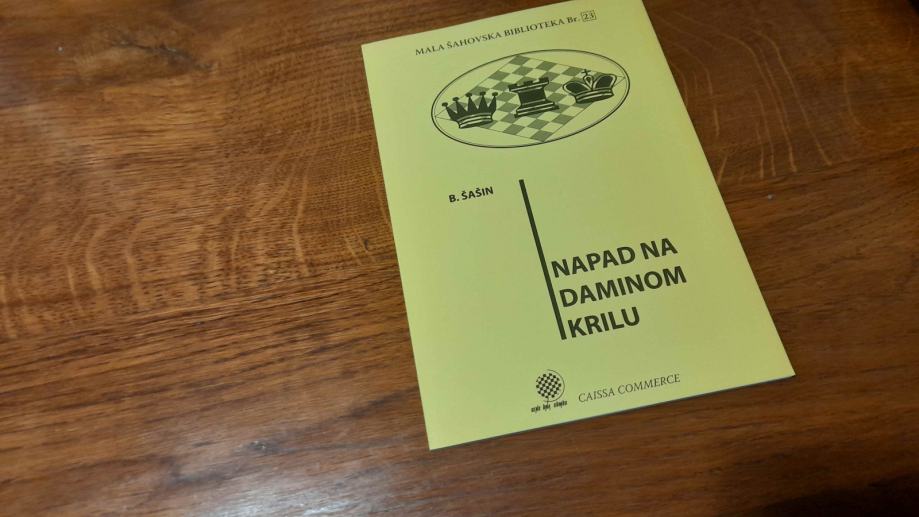 MALA ŠAHOVSKA BIBLIOTEKA Br. 23
B. ŠAŠIN
NAPAD NA
DAMINOM
KRILU
CAISSA COMMERCE